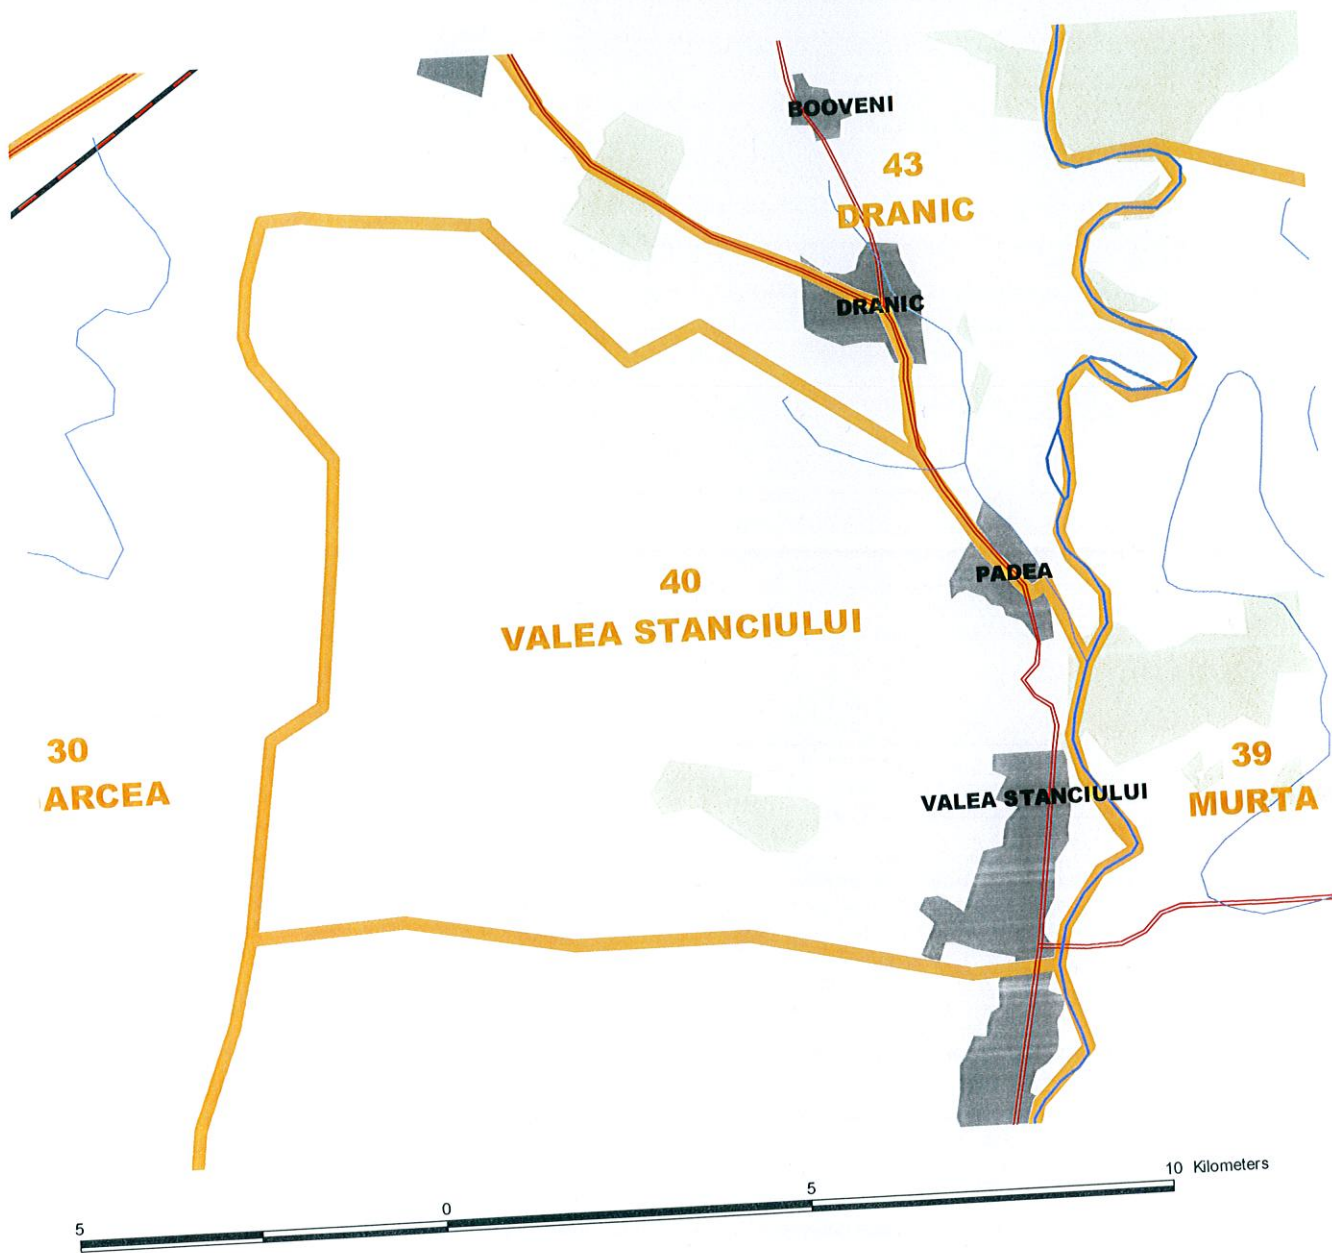 BOOVENI
43
DRANIC
DRANIC
40
VALEA STANCIULUI
PADEA
30
ARCEA
39
MURTA
VALEA STANCIULUI
5 0 5 10 Kilometers